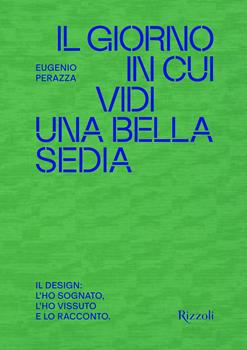 IL GIORNO
EUGENIO
PERAZZA
IN CUI
VIDI
UNA BELLA
SEDIA
IL DESIGN:
L'HO SOGNATO,
L'HO VISSUTO
E LO RACCONTO.
Rizzoli